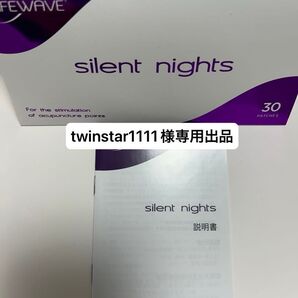 FEWAVE
silent nights
For the stimulation
of acupuncture points
30
PATCHES
twinstar1111様専用出品
silent nights
説明書